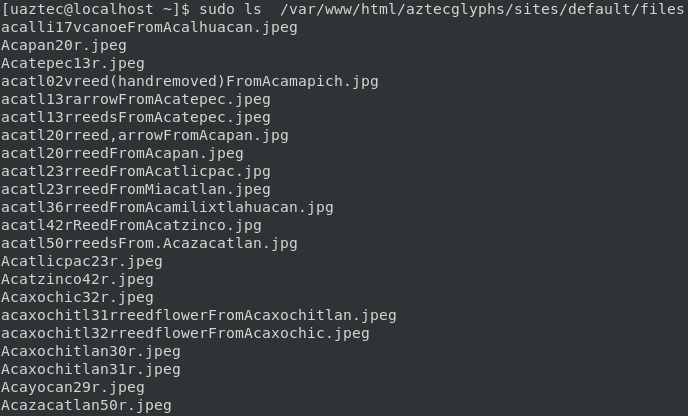 [uaztec@localhost ~]$ sudo ls  /var/www/html/aztecglyphs/sites/default/files
acalli17vcanoeFromAcalhuacan.jpeg
Acapan20r.jpeg
Acatepec13r.jpeg
acatl02vreed(handremoved)FromAcamapich.jpg
acatl13rarrowFromAcatepec.jpeg
acatl13rreedsFromAcatepec.jpeg
acatl20rreed,arrowFromAcapan.jpg
acatl20rreedFromAcapan.jpeg
acatl23rreedFromAcatlicpac.jpg
acatl23rreedFromMiacatlan.jpeg
acatl36rreedFromAcamilixtlahuacan.jpg
acatl42rReedFromAcatzinco.jpg
acatl50rreedsFrom.Acazacatlan.jpg
Acatlicpac23r.jpeg
Acatzinco42r.jpeg
Acaxochic32r.jpeg
acaxochitl31rreedflowerFromAcaxochitlan.jpeg
acaxochitl32rreedflowerFromAcaxochic.jpeg
Acaxochitlan30r.jpeg
Acaxochitlan31r.jpeg
Acayocan29r.jpeg
Acazacatlan50r.jpeg